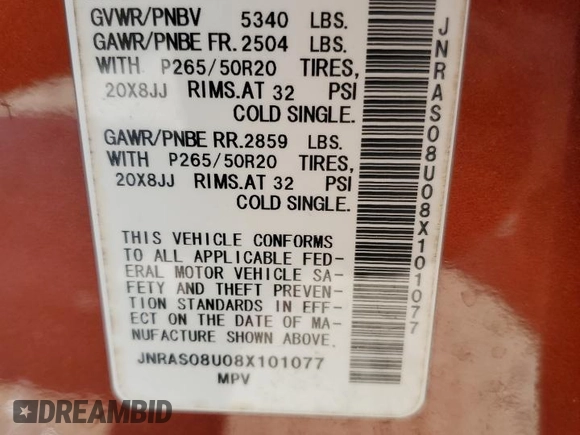 GVWR/PNBV 5340 LBS.
GAWR/PNBE FR. 2504 LBS.
WITH P265/50R20 TIRES,
20X8JJ RIMS. AT 32 PSI
COLD SINGLE.
GAWR/PNBE RR. 2859 LBS.
WITH P265/50R20 TIRES,
20X8JJ RIMS. AT 32 PSI
COLD SINGLE.
THIS VEHICLE CONFORMS
TO ALL APPLICABLE FED-
ERAL MOTOR VEHICLE SA-
FETY AND THEFT PREVEN-
TION STANDARDS IN EFF-
ECT ON THE DATE OF MA-
NUFACTURE SHOWN ABOVE.
JNRAS08U08X101077
MPV
JNRAS08U08X101077
DREAMBID